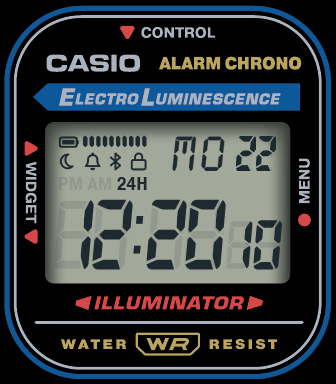 CONTROL
CASIO ALARM CHRONO
ELECTRO LUMINESCENCE
MO 22
PM AM 24H
12:20 10
WIDGET
MENU
ILLUMINATOR
WATER WR RESIST